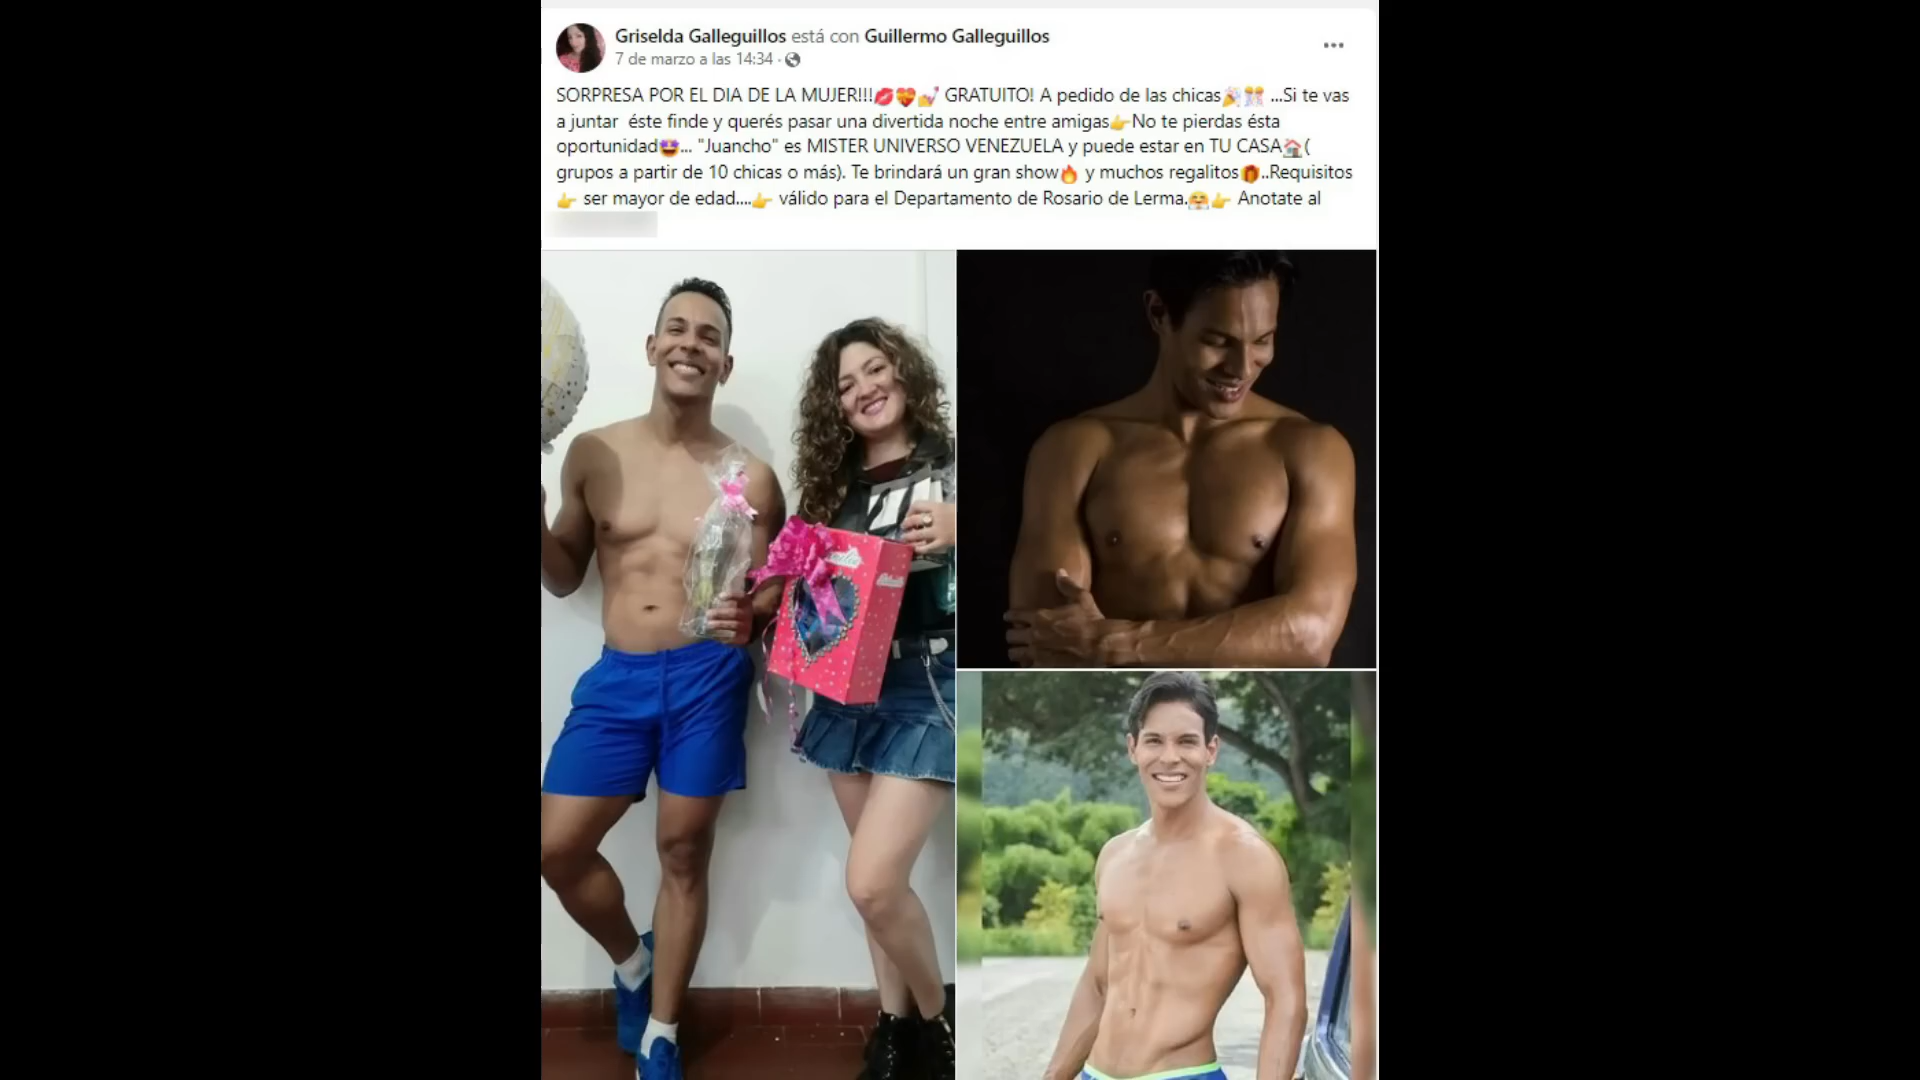 Griselda Galleguillos está con Guillermo Galleguillos
7 de marzo a las 14:34 ·
SORPRESA POR EL DIA DE LA MUJER!!!💋💝💅 GRATUITO! A pedido de las chicas🎉👯 ...Si te vas
a juntar éste finde y querés pasar una divertida noche entre amigas👉No te pierdas ésta
oportunidad🤩... "Juancho" es MISTER UNIVERSO VENEZUELA y puede estar en TU CASA🏠(
grupos a partir de 10 chicas o más). Te brindará un gran show🔥 y muchos regalitos🎁..Requisitos
👉 ser mayor de edad....👉 válido para el Departamento de Rosario de Lerma.🤗👉 Anotate al